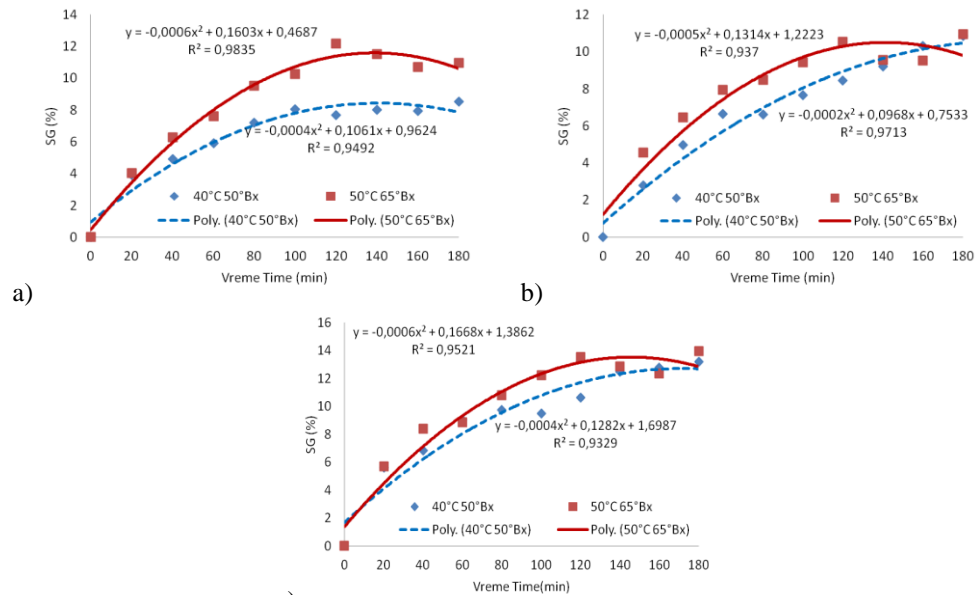 y = -0,0006x² + 0,1603x + 0,4687
R² = 0,9835
14
12
10
8
6
4
2
0
SG (%)
y = -0,0004x² + 0,1061x + 0,9624
R² = 0,9492
40°C 50°Bx
50°C 65°Bx
Poly. (40°C 50°Bx)
Poly. (50°C 65°Bx)
0 20 40 60 80 100 120 140 160 180
Vreme Time (min)
a)
y = -0,0005x² + 0,1314x + 1,2223
R² = 0,937
12
10
8
6
4
2
0
SG (%)
y = -0,0002x² + 0,0968x + 0,7533
R² = 0,9713
40°C 50°Bx
50°C 65°Bx
Poly. (40°C 50°Bx)
Poly. (50°C 65°Bx)
0 20 40 60 80 100 120 140 160 180
Vreme Time (min)
b)
y = -0,0006x² + 0,1668x + 1,3862
R² = 0,9521
16
14
12
10
8
6
4
2
0
SG (%)
y = -0,0004x² + 0,1282x + 1,6987
R² = 0,9329
40°C 50°Bx
50°C 65°Bx
Poly. (40°C 50°Bx)
Poly. (50°C 65°Bx)
0 20 40 60 80 100 120 140 160 180
Vreme Time(min)